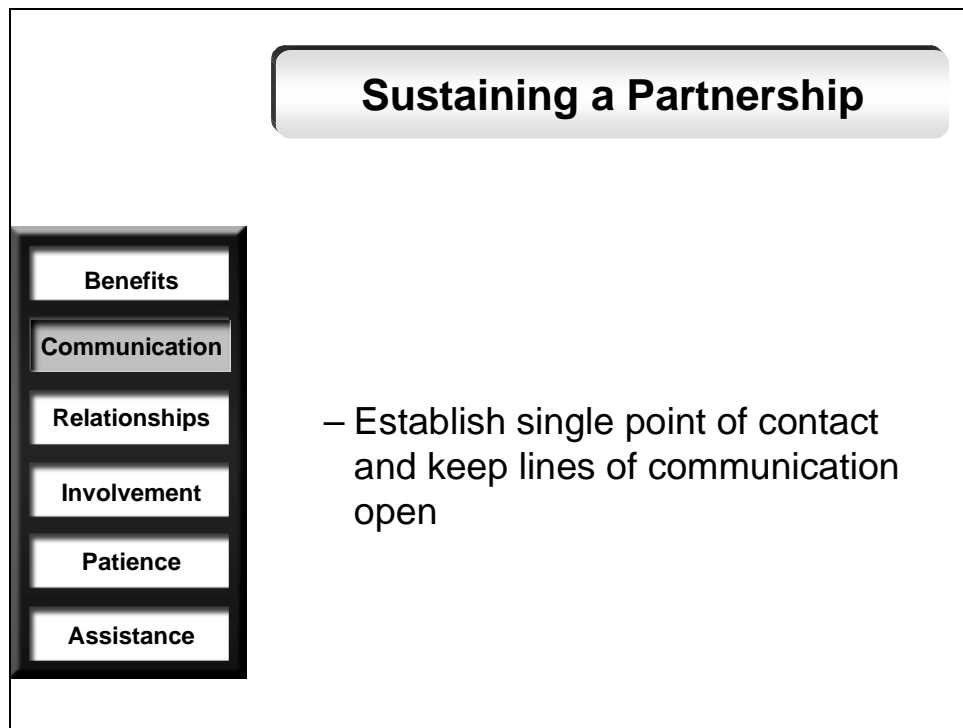 Sustaining a Partnership
Benefits
Communication
Relationships
Involvement
Patience
Assistance
– Establish single point of contact
and keep lines of communication
open